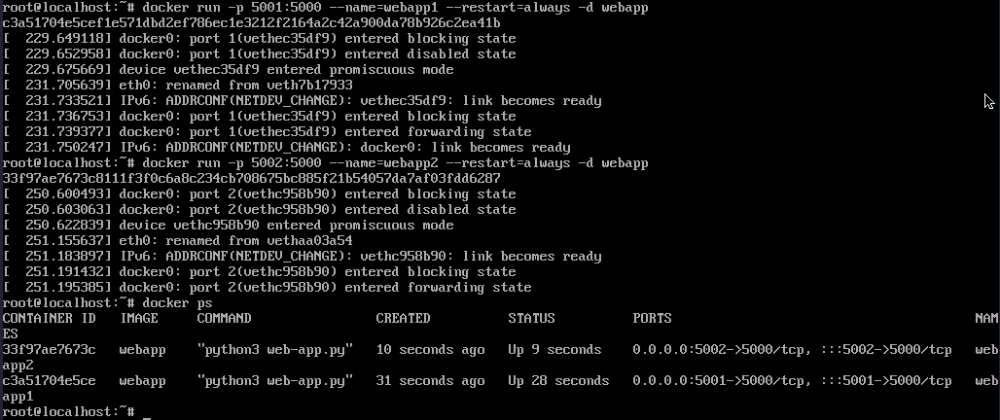 root@localhost:~# docker run -p 5001:5000 --name=webapp1 --restart=always -d webapp
c3a51704e5cef1e571dbd2ef786ec1e3212f2164a2c42a900da78b926c2ea41b
[  229.649118] docker0: port 1(vethec35df9) entered blocking state
[  229.652958] docker0: port 1(vethec35df9) entered disabled state
[  229.675669] device vethec35df9 entered promiscuous mode
[  231.705639] eth0: renamed from veth7b17933
[  231.733521] IPv6: ADDRCONF(NETDEV_CHANGE): vethec35df9: link becomes ready
[  231.736753] docker0: port 1(vethec35df9) entered blocking state
[  231.739377] docker0: port 1(vethec35df9) entered forwarding state
[  231.750247] IPv6: ADDRCONF(NETDEV_CHANGE): docker0: link becomes ready
root@localhost:~# docker run -p 5002:5000 --name=webapp2 --restart=always -d webapp
33f97ae7673c8111f3f0c6a8c234cb708675bc885f21b54057da7af03fdd6287
[  250.600493] docker0: port 2(vethc958b90) entered blocking state
[  250.603063] docker0: port 2(vethc958b90) entered disabled state
[  250.622839] device vethc958b90 entered promiscuous mode
[  251.155637] eth0: renamed from vethaa03a54
[  251.183897] IPv6: ADDRCONF(NETDEV_CHANGE): vethc958b90: link becomes ready
[  251.191432] docker0: port 2(vethc958b90) entered blocking state
[  251.195385] docker0: port 2(vethc958b90) entered forwarding state
root@localhost:~# docker ps
CONTAINER ID   IMAGE     COMMAND                CREATED          STATUS          PORTS                                       NAM
ES
33f97ae7673c   webapp    "python3 web-app.py"   10 seconds ago   Up 9 seconds    0.0.0.0:5002->5000/tcp, :::5002->5000/tcp   web
app2
c3a51704e5ce   webapp    "python3 web-app.py"   31 seconds ago   Up 28 seconds   0.0.0.0:5001->5000/tcp, :::5001->5000/tcp   web
app1
root@localhost:~# _